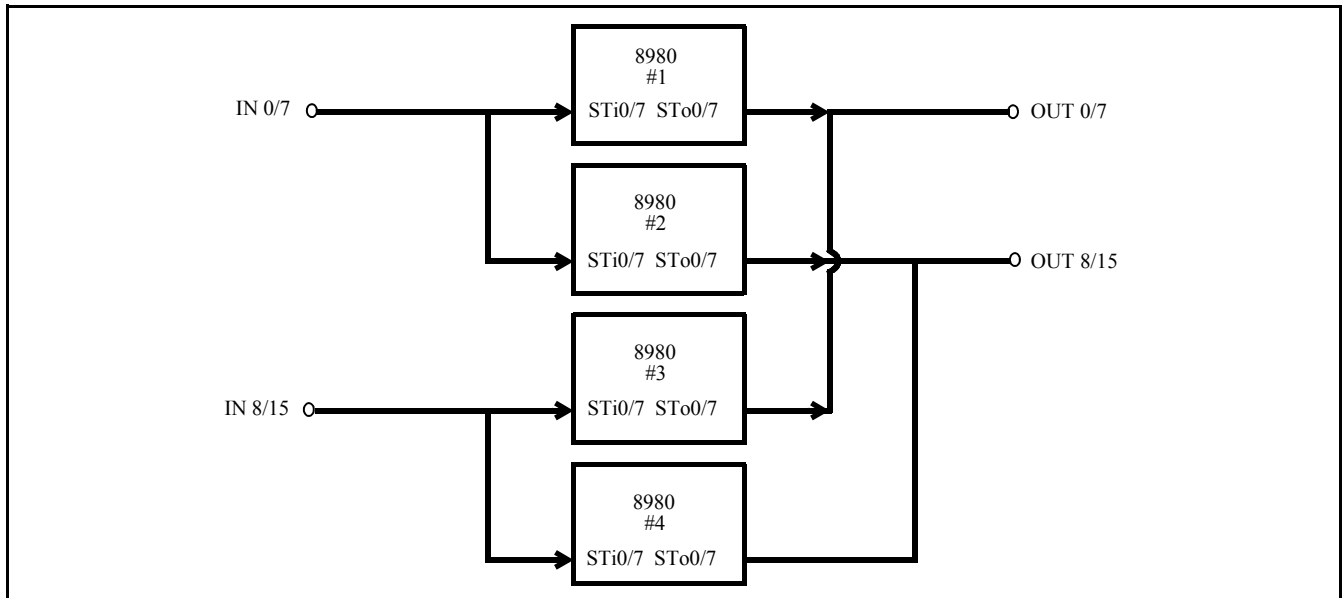 8980
#1
IN 0/7
STi0/7 STo0/7
OUT 0/7
8980
#2
STi0/7 STo0/7
OUT 8/15
8980
#3
IN 8/15
STi0/7 STo0/7
8980
#4
STi0/7 STo0/7